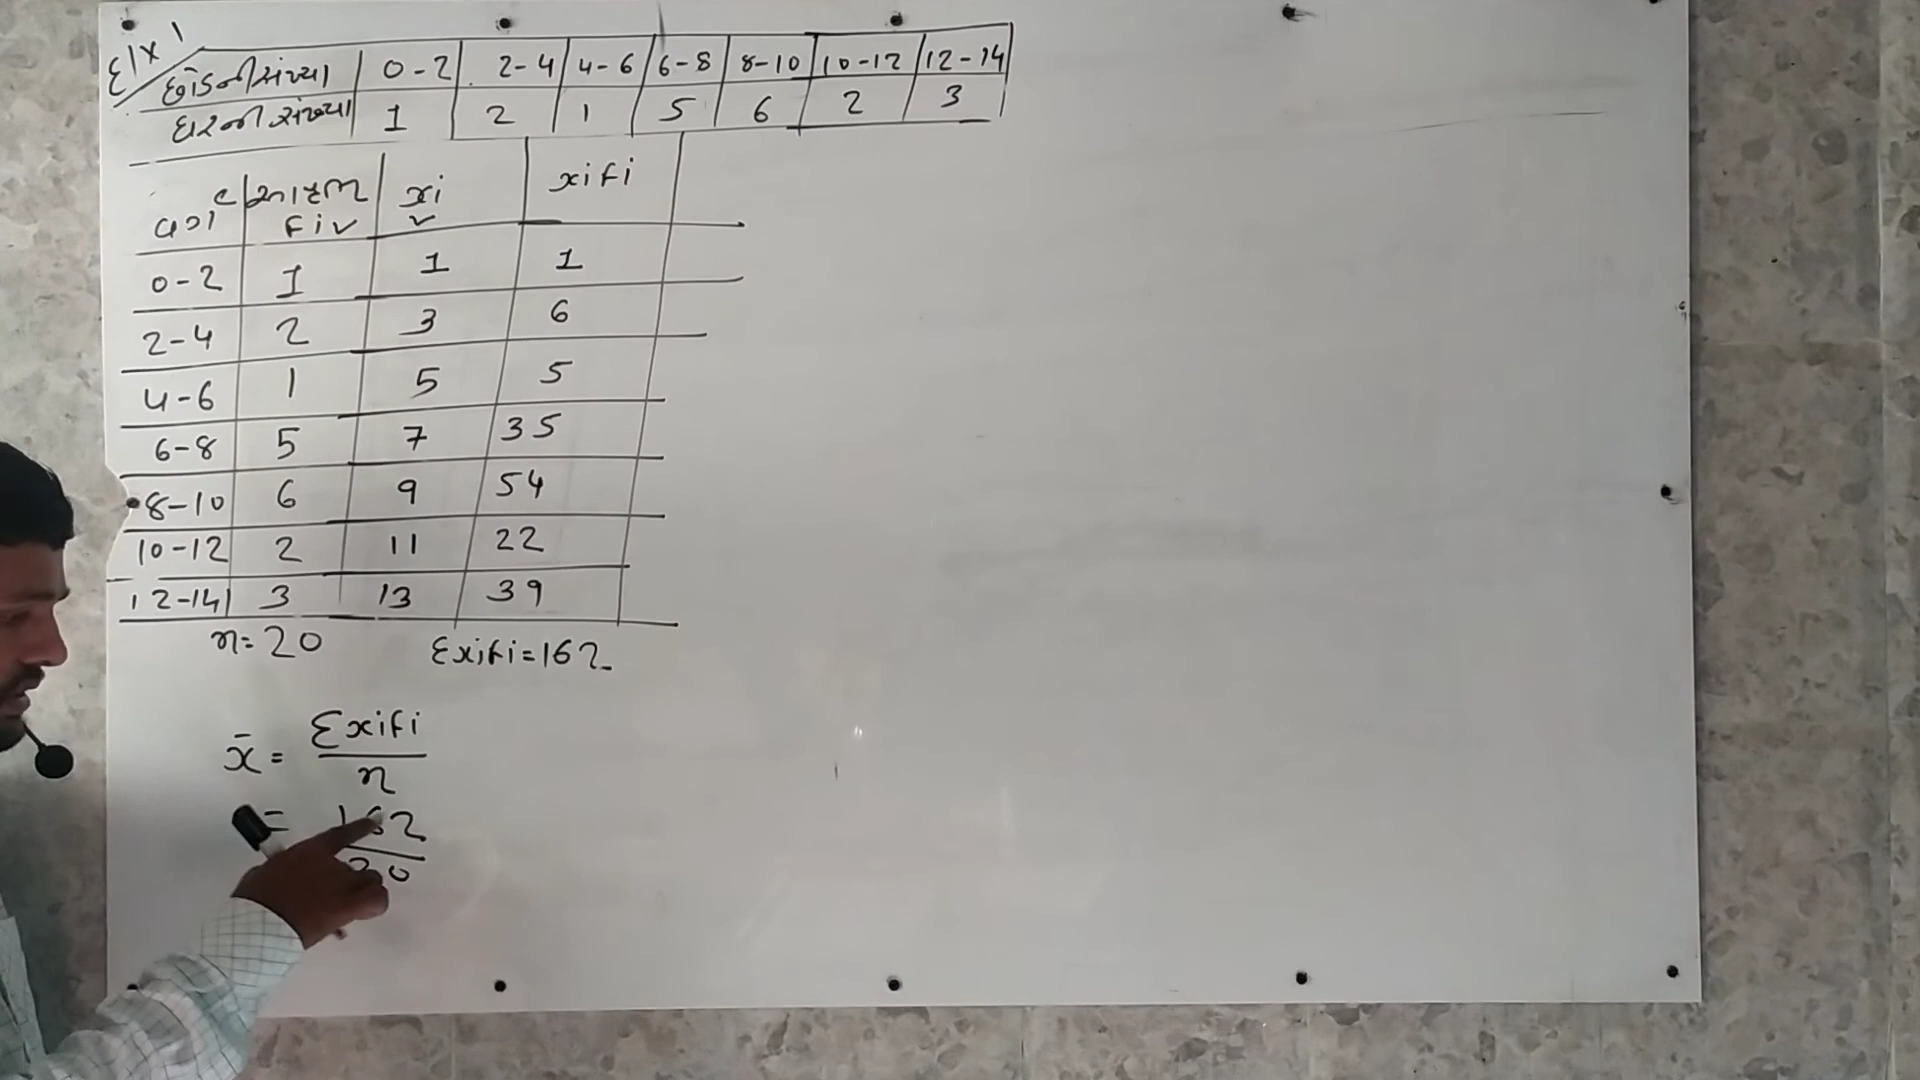 દાખ 1
છોડની સંખ્યા 0-2 2-4 4-6 6-8 8-10 10-12 12-14
ઘરની સંખ્યા 1 2 1 5 6 2 3
વર્ગ આવૃત્તિ fi xi xifi
0-2 1 1 1
2-4 2 3 6
4-6 1 5 5
6-8 5 7 35
8-10 6 9 54
10-12 2 11 22
12-14 3 13 39
n=20 Σxifi=162
x̄ = Σxifi
n
= 162
20